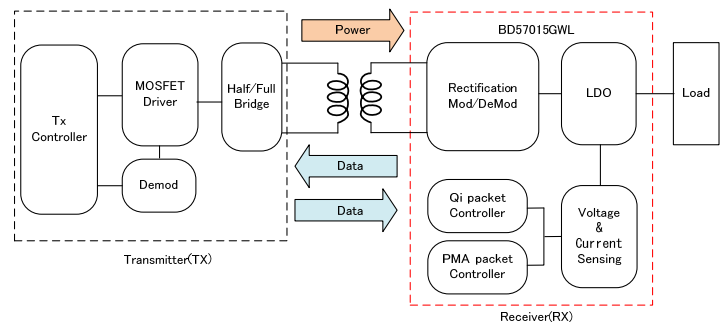 Power
BD57015GWL
Tx
Controller
MOSFET
Driver
Half/Full
Bridge
Rectification
Mod/DeMod
LDO
Load
Demod
Data
Data
Qi packet
Controller
PMA packet
Controller
Voltage
&
Current
Sensing
Transmitter(TX)
Receiver(RX)